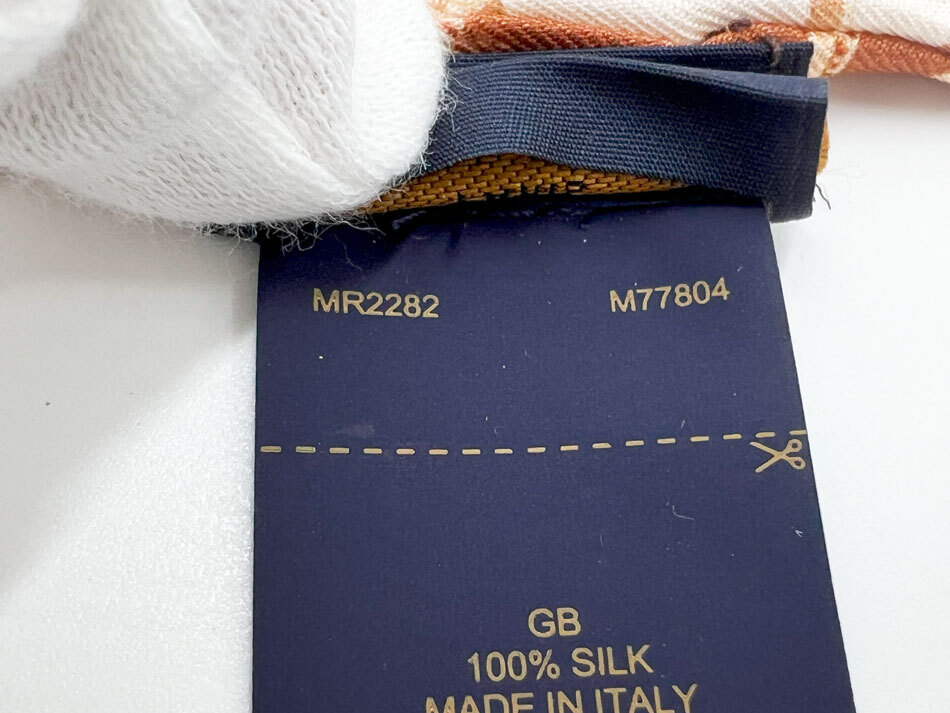 MR2282 M77804
GB
100% SILK
MADE IN ITALY